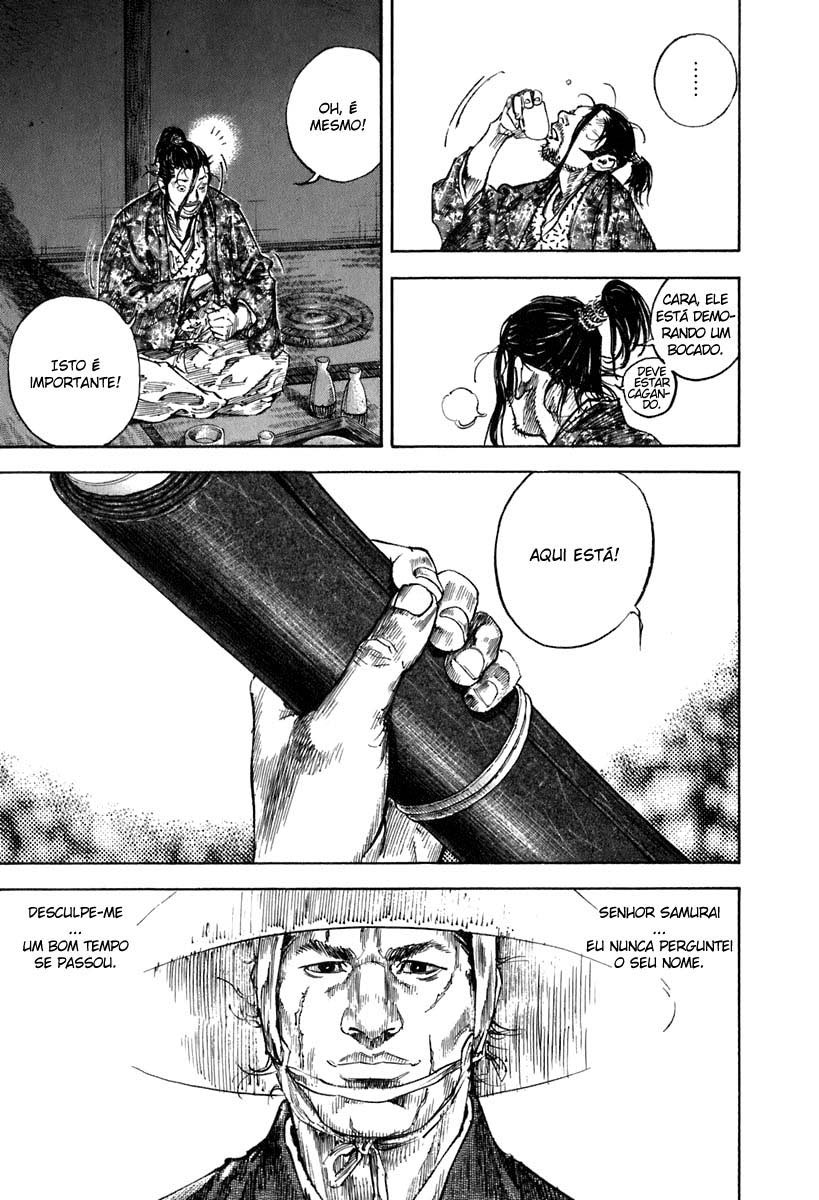 ......
CARA, ELE
ESTÁ DEMO-
RANDO UM
BOCADO.
DEVE
ESTAR
CAGAN-
DO.
OH, É
MESMO!
ISTO É
IMPORTANTE!
AQUI ESTÁ!
SENHOR SAMURAI
...
EU NUNCA PERGUNTEI
O SEU NOME.
DESCULPE-ME
...
UM BOM TEMPO
SE PASSOU.